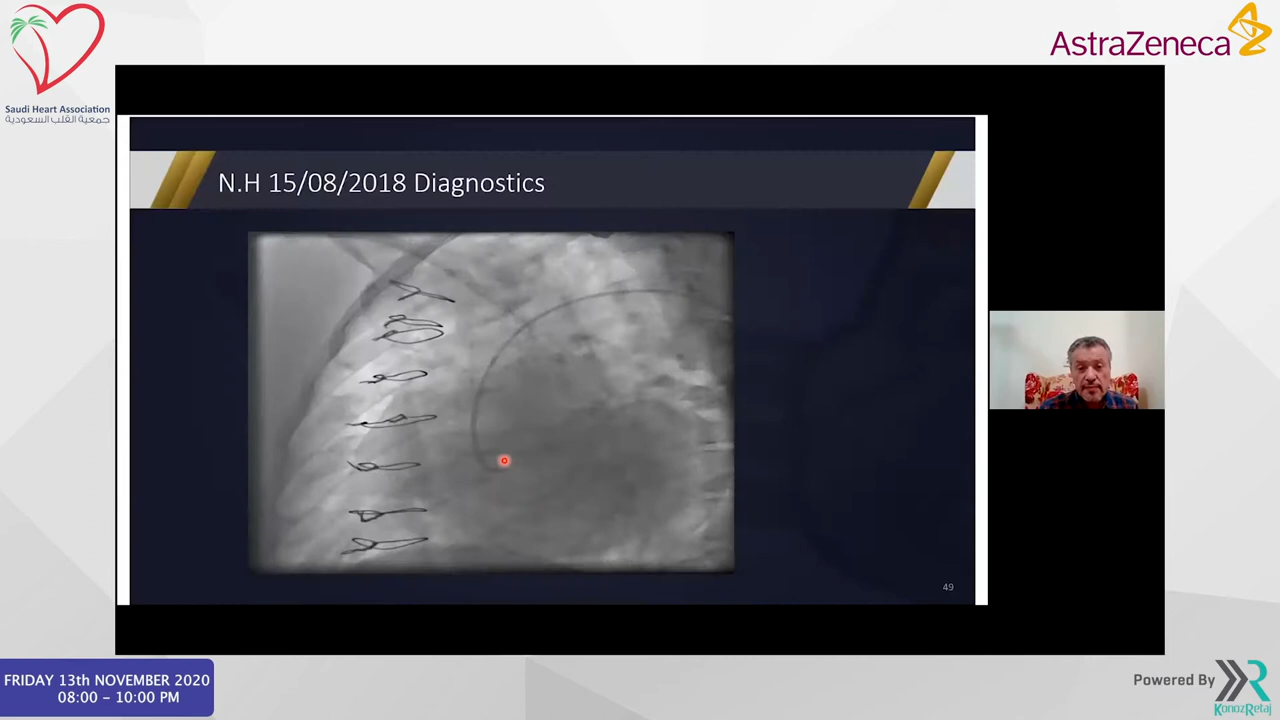 AstraZeneca
Saudi Heart Association
جمعية القلب السعودية
N.H 15/08/2018 Diagnostics
49
FRIDAY 13th NOVEMBER 2020
08:00 – 10:00 PM
Powered By
KonozRetaj